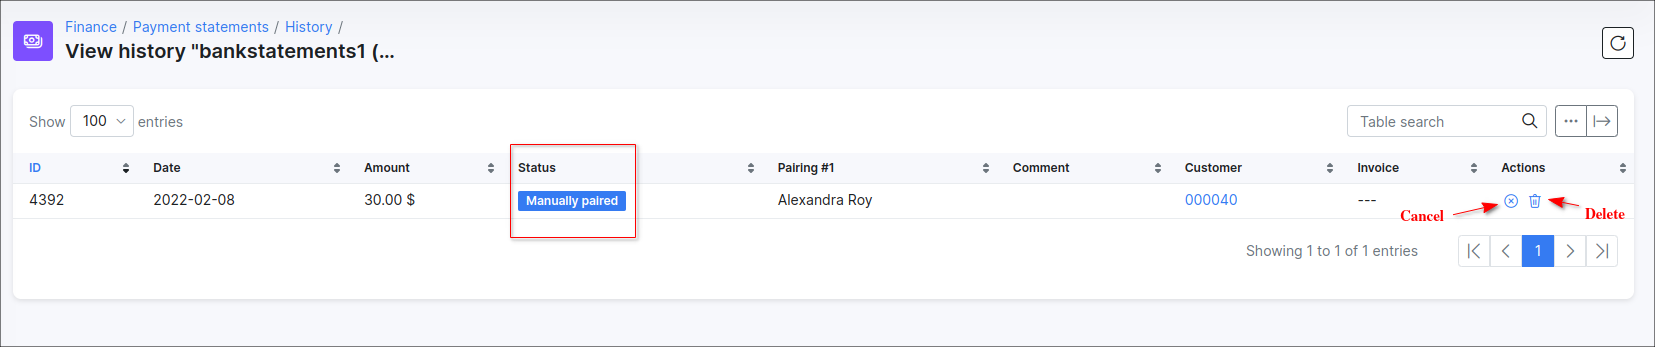 Finance / Payment statements / History /
View history "bankstatements1 (...
Show 100 entries
Table search
ID Date Amount Status Pairing #1 Comment Customer Invoice Actions
4392 2022-02-08 30.00 $ Manually paired Alexandra Roy 000040 ---
Cancel Delete
Showing 1 to 1 of 1 entries 1